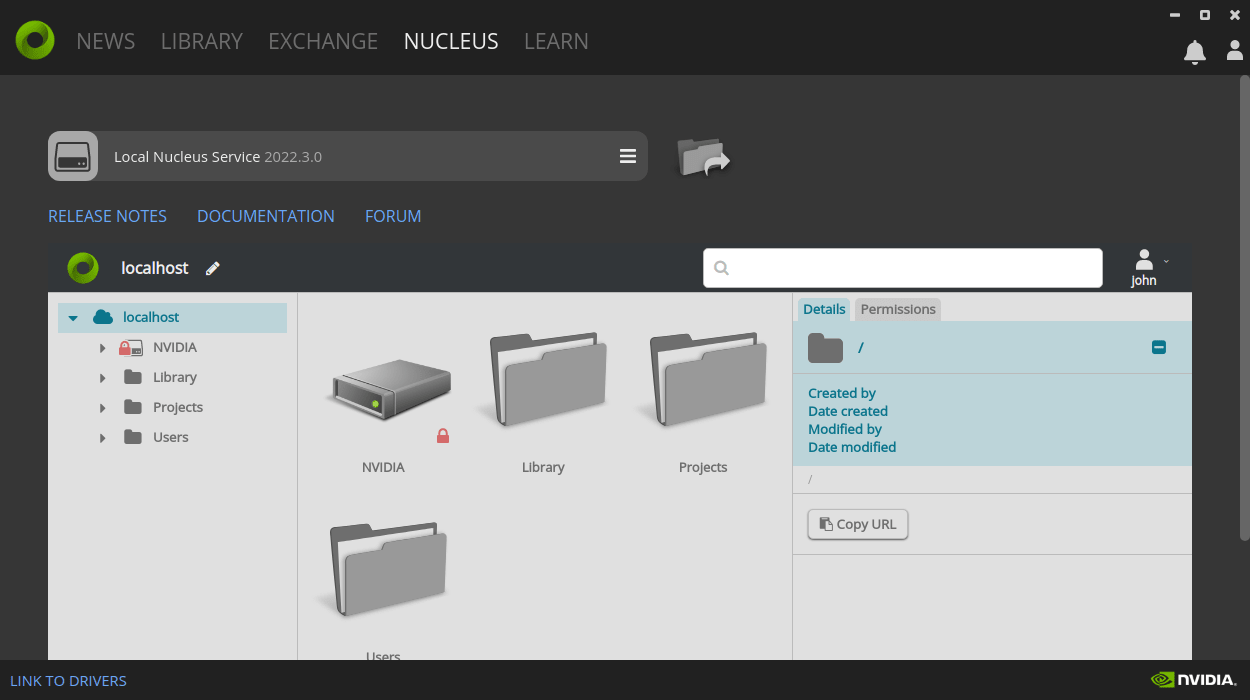 NEWS LIBRARY EXCHANGE NUCLEUS LEARN
Local Nucleus Service 2022.3.0
RELEASE NOTES DOCUMENTATION FORUM
localhost
John
localhost
NVIDIA
Library
Projects
Users
NVIDIA
Library
Projects
Users
Details Permissions
/
Created by
Date created
Modified by
Date modified
/
Copy URL
LINK TO DRIVERS
NVIDIA.